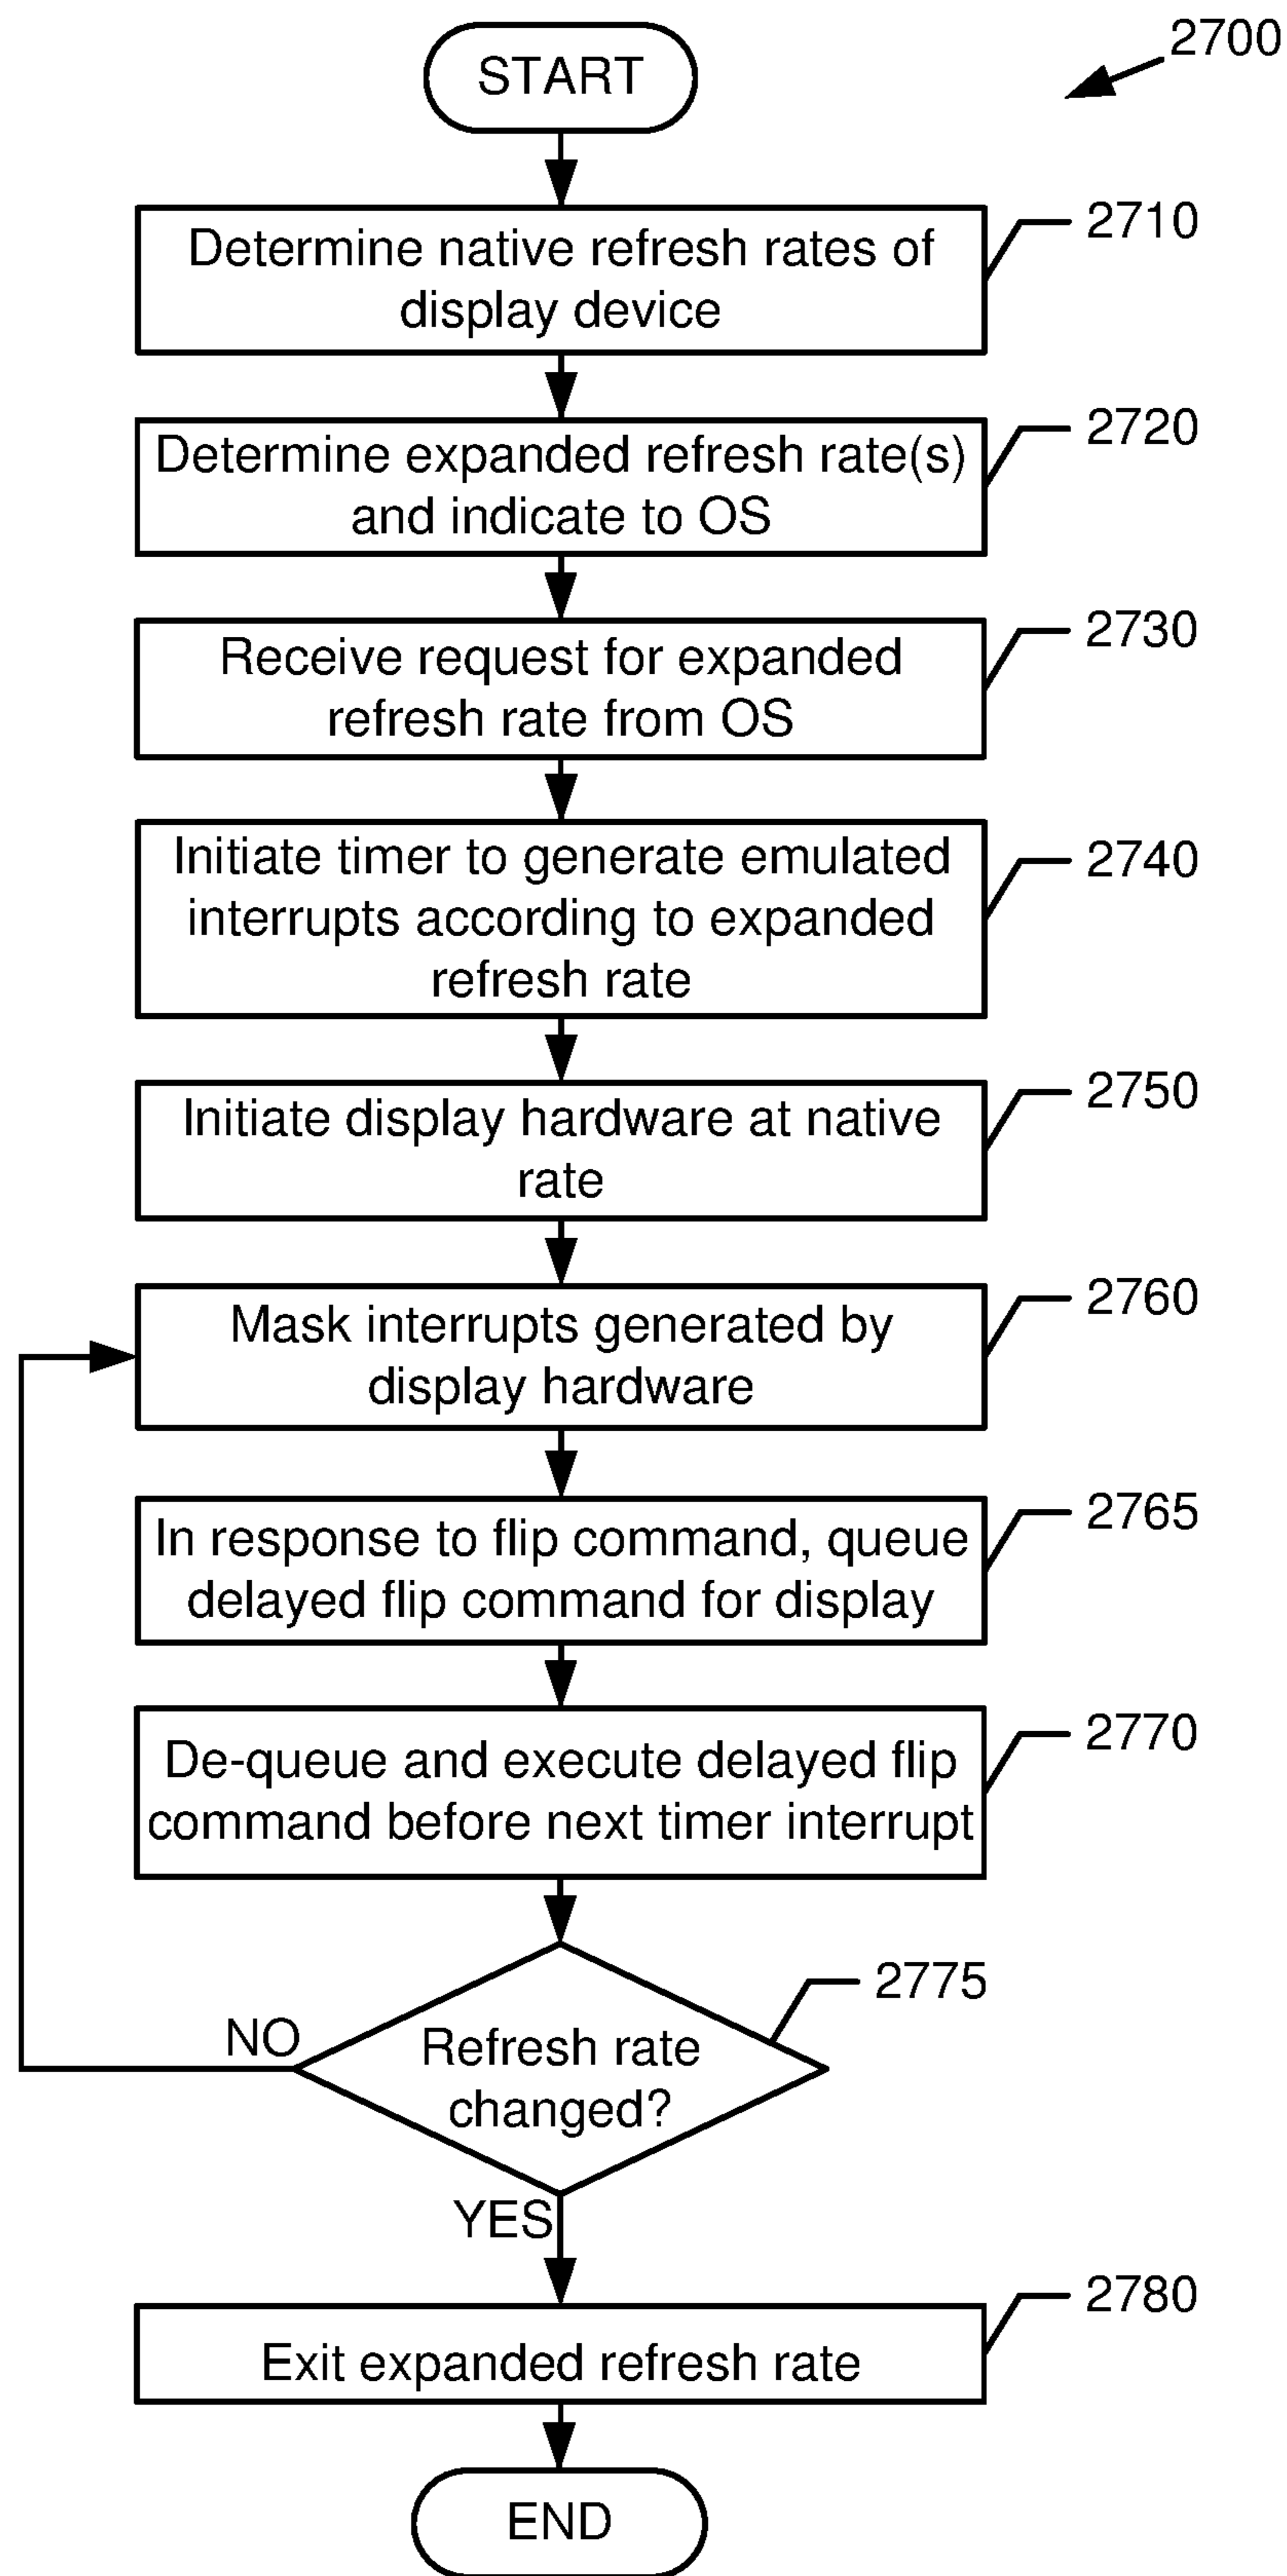 2700
START
Determine native refresh rates of
display device
2710
Determine expanded refresh rate(s)
and indicate to OS
2720
Receive request for expanded
refresh rate from OS
2730
Initiate timer to generate emulated
interrupts according to expanded
refresh rate
2740
Initiate display hardware at native
rate
2750
Mask interrupts generated by
display hardware
2760
In response to flip command, queue
delayed flip command for display
2765
De-queue and execute delayed flip
command before next timer interrupt
2770
Refresh rate
changed?
2775
NO
YES
Exit expanded refresh rate
2780
END